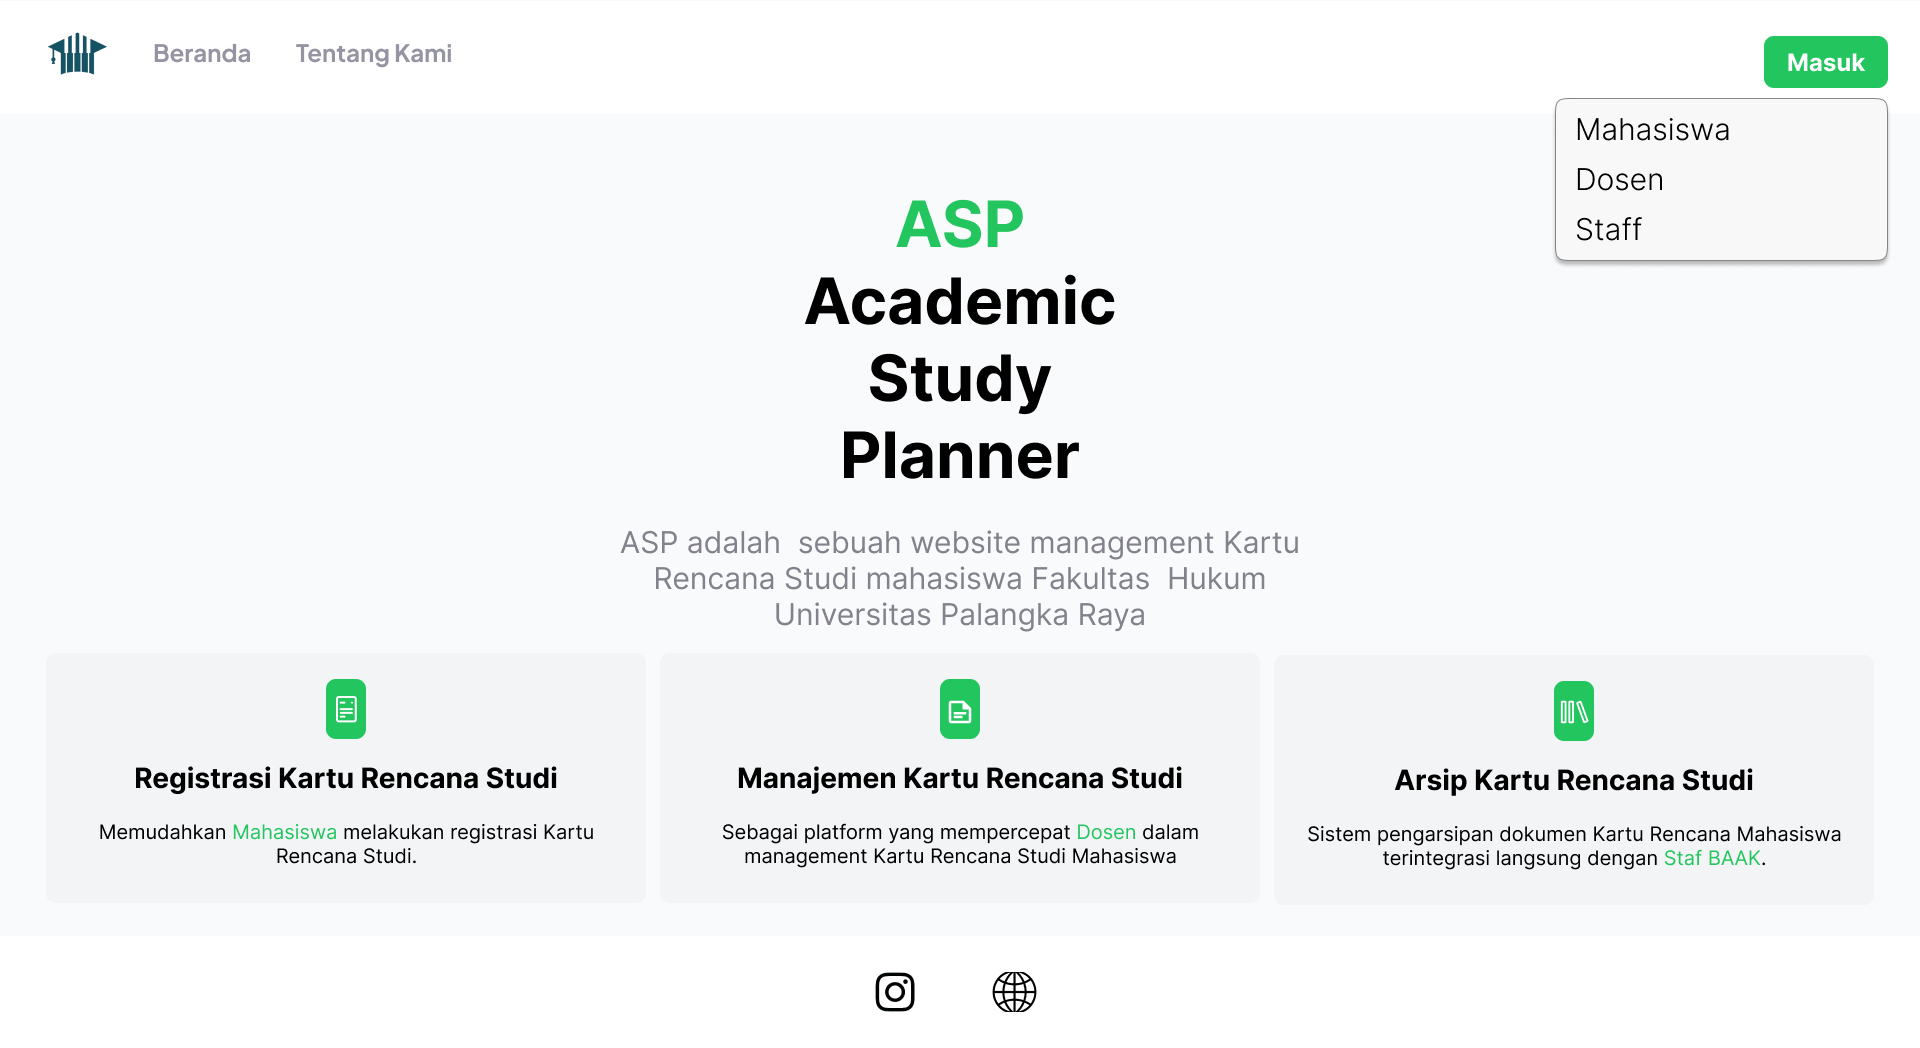 Beranda
Tentang Kami
Masuk
Mahasiswa
Dosen
Staff
ASP
Academic
Study
Planner
ASP adalah  sebuah website management Kartu
Rencana Studi mahasiswa Fakultas  Hukum
Universitas Palangka Raya
Registrasi Kartu Rencana Studi
Memudahkan Mahasiswa melakukan registrasi Kartu
Rencana Studi.
Manajemen Kartu Rencana Studi
Sebagai platform yang mempercepat Dosen dalam
management Kartu Rencana Studi Mahasiswa
Arsip Kartu Rencana Studi
Sistem pengarsipan dokumen Kartu Rencana Mahasiswa
terintegrasi langsung dengan Staf BAAK.